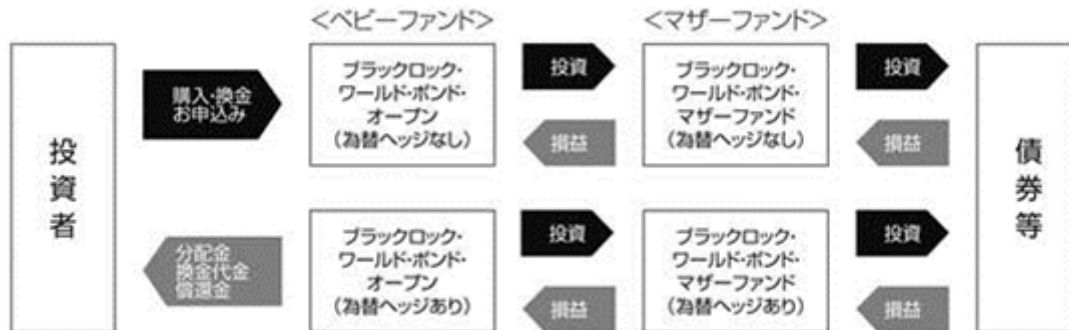 <ベビーファンド>
<マザーファンド>
投資者
購入・換金
お申込み
分配金
換金代金
償還金
ブラックロック・
ワールド・ボンド・
オープン
(為替ヘッジなし)
投資
損益
ブラックロック・
ワールド・ボンド・
マザーファンド
(為替ヘッジなし)
投資
損益
ブラックロック・
ワールド・ボンド・
オープン
(為替ヘッジあり)
投資
損益
ブラックロック・
ワールド・ボンド・
マザーファンド
(為替ヘッジあり)
投資
損益
債券等